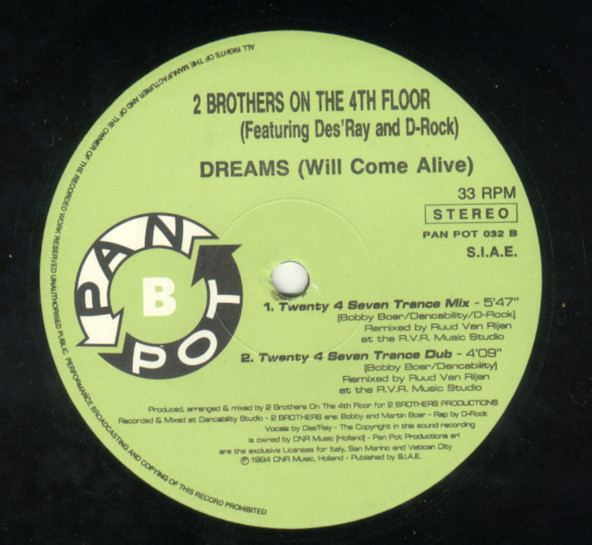 2 BROTHERS ON THE 4TH FLOOR
(Featuring Des'Ray and D-Rock)
DREAMS (Will Come Alive)
33 RPM
STEREO
PAN POT 032 B
S.I.A.E.
PAN
B
POT
1. Twenty 4 Seven Trance Mix - 5'47"
(Bobby Boer/Dancability/D-Rock)
Remixed by Ruud Van Rijen
at the R.V.R. Music Studio
2. Twenty 4 Seven Trance Dub - 4'09"
(Bobby Boer/Dancability)
Remixed by Ruud Van Rijen
at the R.V.R. Music Studio
Produced, arranged & mixed by 2 Brothers On The 4th Floor for 2 BROTHERS PRODUCTIONS
Recorded & Mixed at Dancability Studio - 2 BROTHERS are: Bobby and Martin Boer - Rap by D-Rock
Vocals by Des'Ray - The Copyright in this sound recording
is owned by CNR Music (Holland) - Pan Pot Productions srl
are the exclusive Licenses for Italy, San Marino and Vatican City
℗ 1994 CNR Music, Holland - Published by S.I.A.E.
ALL RIGHTS OF THE MANUFACTURER AND OF THE OWNER OF THE RECORDED WORK RESERVED UNAUTHORISED PUBLIC PERFORMANCE BROADCASTING AND COPYING OF THIS RECORD PROHIBITED